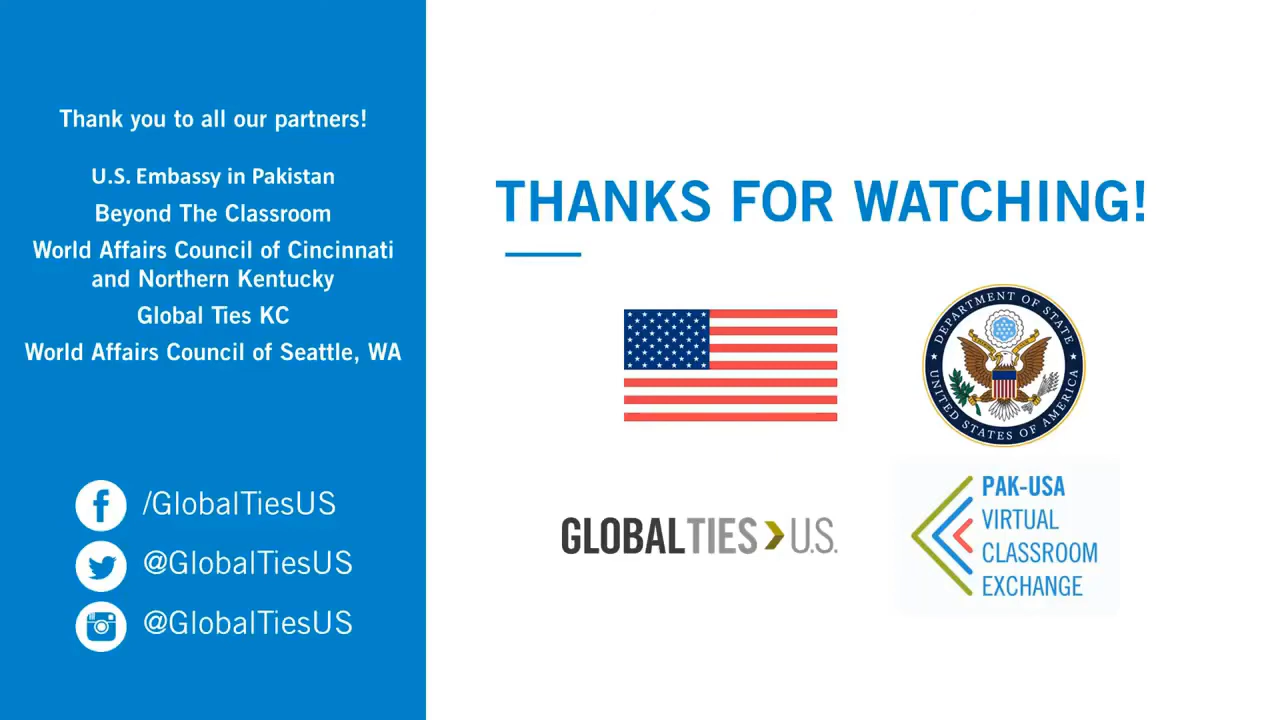 Thank you to all our partners!
U.S. Embassy in Pakistan
Beyond The Classroom
World Affairs Council of Cincinnati
and Northern Kentucky
Global Ties KC
World Affairs Council of Seattle, WA
/GlobalTiesUS
@GlobalTiesUS
@GlobalTiesUS
THANKS FOR WATCHING!
DEPARTMENT OF STATE
UNITED STATES OF AMERICA
GLOBALTIES U.S.
PAK-USA
VIRTUAL
CLASSROOM
EXCHANGE